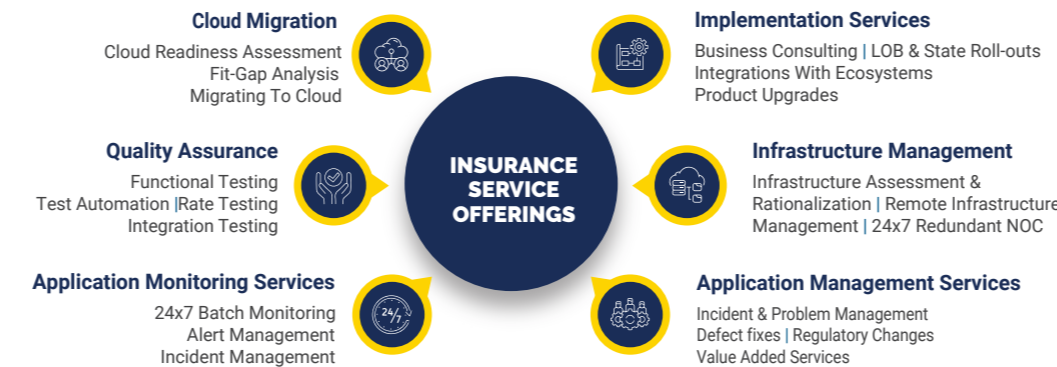 Cloud Migration
Cloud Readiness Assessment
Fit-Gap Analysis
Migrating To Cloud
Quality Assurance
Functional Testing
Test Automation |Rate Testing
Integration Testing
Application Monitoring Services
24x7 Batch Monitoring
Alert Management
Incident Management
24/7
INSURANCE
SERVICE
OFFERINGS
Implementation Services
Business Consulting | LOB & State Roll-outs
Integrations With Ecosystems
Product Upgrades
Infrastructure Management
Infrastructure Assessment &
Rationalization | Remote Infrastructure
Management | 24x7 Redundant NOC
Application Management Services
Incident & Problem Management
Defect fixes | Regulatory Changes
Value Added Services